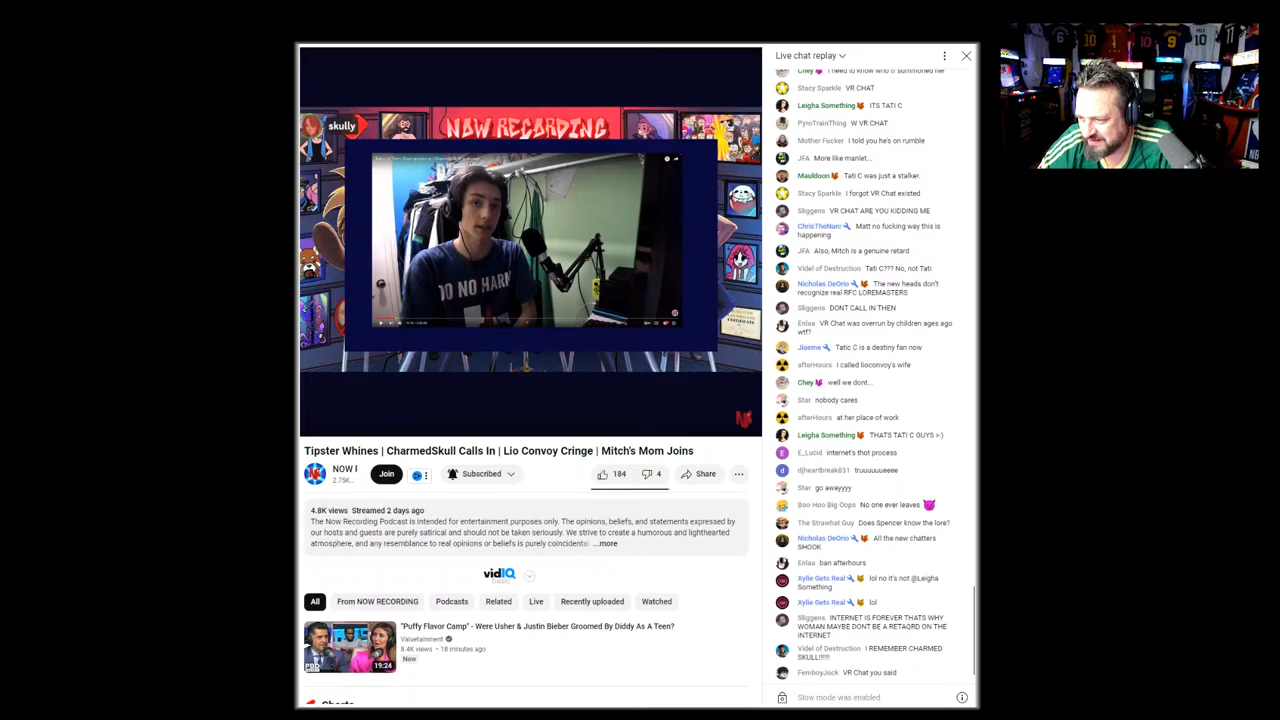 skully
NOW RECORDING
DO NO HARM
Tipster Whines | CharmedSkull Calls In | Lio Convoy Cringe | Mitch's Mom Joins
NOW F
2.75K...
Join
Subscribed
184
4
Share
4.8K views Streamed 2 days ago
The Now Recording Podcast is intended for entertainment purposes only. The opinions, beliefs, and statements expressed by
our hosts and guests are purely satirical and should not be taken seriously. We strive to create a humorous and lighthearted
atmosphere, and any resemblance to real opinions or beliefs is purely coincidental. ...more
vidIQ
All
From NOW RECORDING
Podcasts
Related
Live
Recently uploaded
Watched
PBD
19:24
"Puffy Flavor Camp" - Were Usher & Justin Bieber Groomed By Diddy As A Teen?
Valuetainment
8.4K views • 18 minutes ago
New
Shorts
Live chat replay
Chey I need to know who tf summoned her
Stacy Sparkle VR CHAT
Leigha Something ITS TATI C
PyroTrainThing W VR CHAT
Mother Fucker I told you he's on rumble
JFA More like manlet...
Mauldoon Tati C was just a stalker.
Stacy Sparkle I forgot VR Chat existed
Sliggens VR CHAT ARE YOU KIDDING ME
ChrisTheNarc Matt no fucking way this is
happening
JFA Also, Mitch is a genuine retard
Videl of Destruction Tati C??? No, not Tati
Nicholas DeOrio The new heads don't
recognize real RFC LOREMASTERS
Sliggens DONT CALL IN THEN
Enlaa VR Chat was overrun by children ages ago
wtf?
Jiaeme Tatic C is a destiny fan now
afterHours I called lioconvoy's wife
Chey well we dont...
Star nobody cares
afterHours at her place of work
Leigha Something THATS TATI C GUYS >:)
E
E_Lucid internet's thot process
d
djheartbreak831 truuuuuueeee
Star go awayyyy
Boo Hoo Big Oops No one ever leaves
The Strawhat Guy Does Spencer know the lore?
Nicholas DeOrio All the new chatters
SHOOK
Enlaa ban afterhours
Xylie Gets Real lol no it's not @Leigha
Something
Xylie Gets Real lol
Sliggens INTERNET IS FOREVER THATS WHY
WOMAN MAYBE DONT BE A RETAQRD ON THE
INTERNET
Videl of Destruction I REMEMBER CHARMED
SKULL!!!!!!
FemboyJock VR Chat you said
Slow mode was enabled